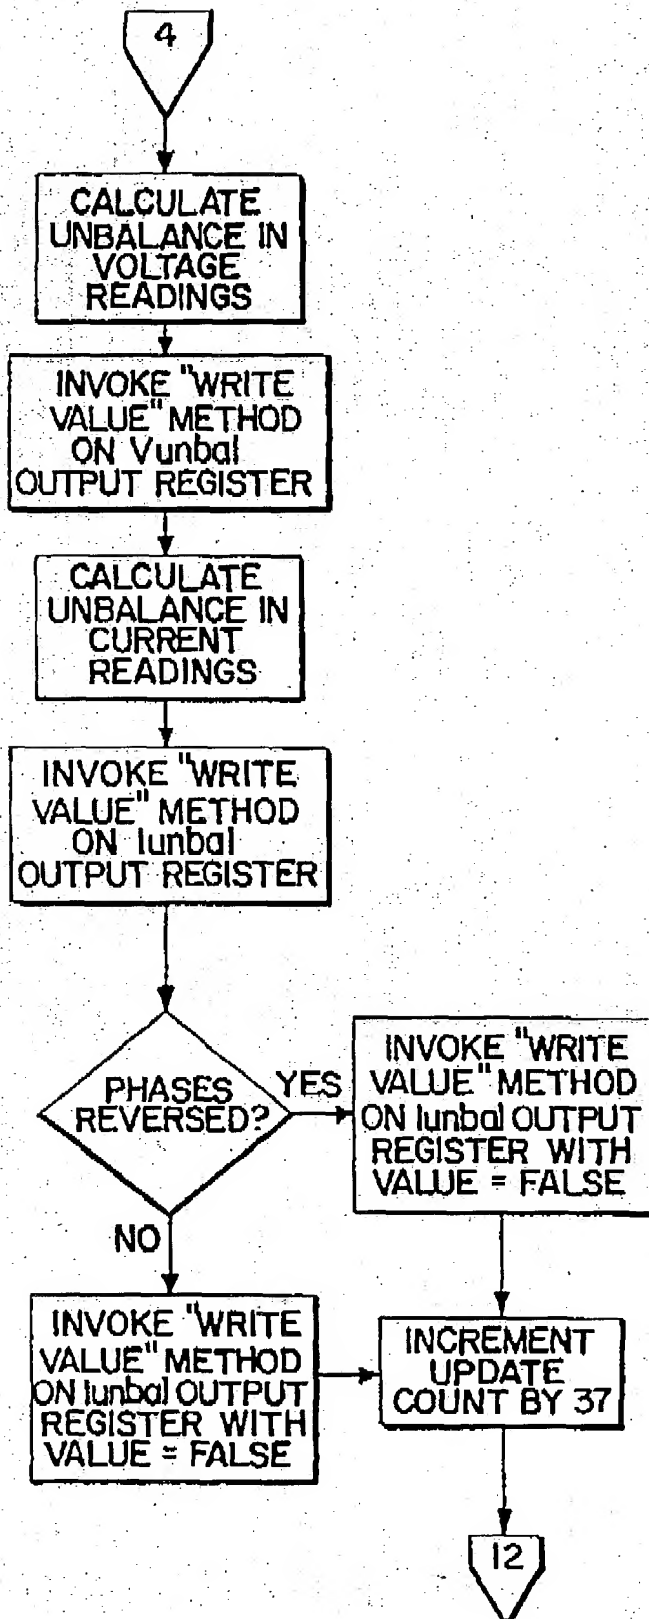 4
CALCULATE
UNBALANCE IN
VOLTAGE
READINGS
INVOKE "WRITE
VALUE" METHOD
ON Vunbal
OUTPUT REGISTER
CALCULATE
UNBALANCE IN
CURRENT
READINGS
INVOKE "WRITE
VALUE" METHOD
ON Iunbal
OUTPUT REGISTER
PHASES
REVERSED?
YES
INVOKE "WRITE
VALUE" METHOD
ON Iunbal OUTPUT
REGISTER WITH
VALUE = FALSE
NO
INVOKE "WRITE
VALUE" METHOD
ON Iunbal OUTPUT
REGISTER WITH
VALUE = FALSE
INCREMENT
UPDATE
COUNT BY 37
12